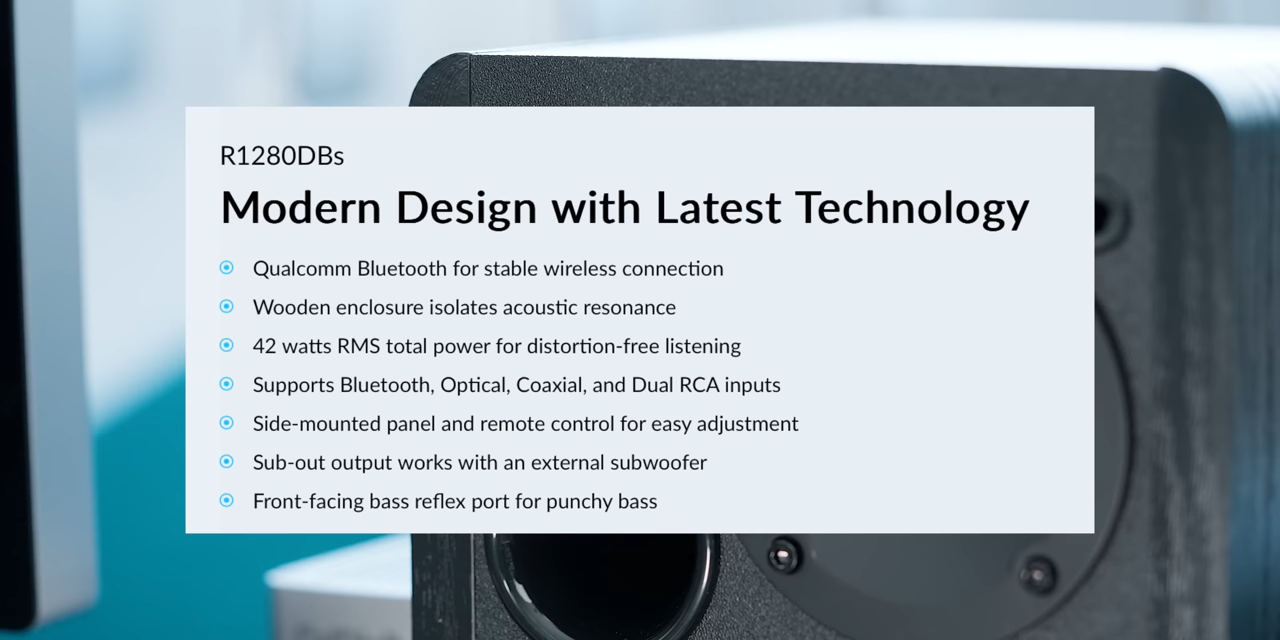 R1280DBs
Modern Design with Latest Technology
Qualcomm Bluetooth for stable wireless connection
Wooden enclosure isolates acoustic resonance
42 watts RMS total power for distortion-free listening
Supports Bluetooth, Optical, Coaxial, and Dual RCA inputs
Side-mounted panel and remote control for easy adjustment
Sub-out output works with an external subwoofer
Front-facing bass reflex port for punchy bass